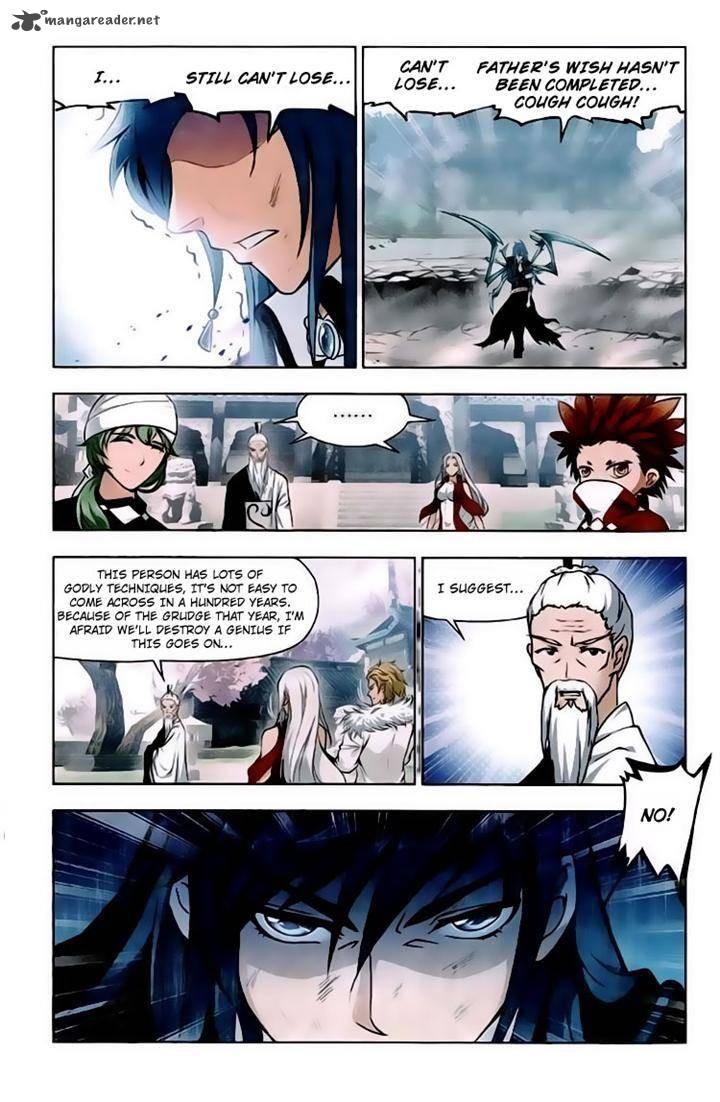 mangareader.net
I...
STILL CAN'T LOSE...
CAN'T
LOSE...
FATHER'S WISH HASN'T
BEEN COMPLETED...
COUGH COUGH!
......
THIS PERSON HAS LOTS OF
GODLY TECHNIQUES, IT'S NOT EASY TO
COME ACROSS IN A HUNDRED YEARS.
BECAUSE OF THE GRUDGE THAT YEAR, I'M
AFRAID WE'LL DESTROY A GENIUS IF
THIS GOES ON...
I SUGGEST...
NO!